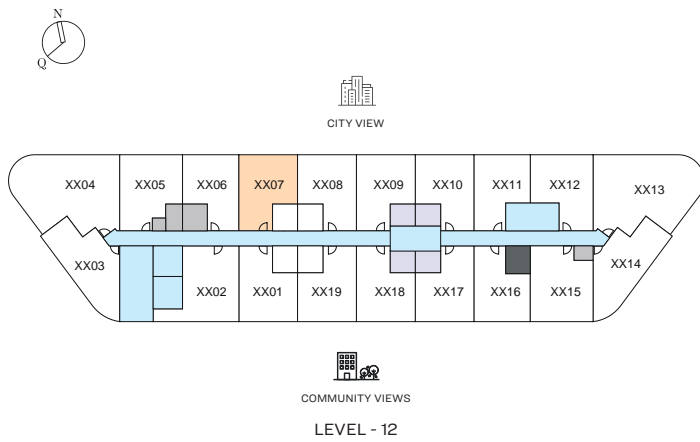 N
Q
CITY VIEW
XX04 XX05 XX06 XX07 XX08 XX09 XX10 XX11 XX12 XX13
XX03 XX14
XX02 XX01 XX19 XX18 XX17 XX16 XX15
COMMUNITY VIEWS
LEVEL - 12